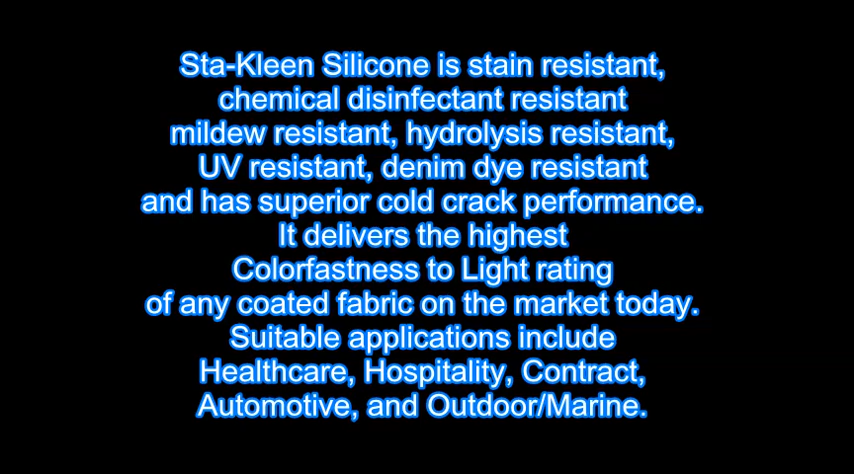 Sta-Kleen Silicone is stain resistant,
chemical disinfectant resistant
mildew resistant, hydrolysis resistant,
UV resistant, denim dye resistant
and has superior cold crack performance.
It delivers the highest
Colorfastness to Light rating
of any coated fabric on the market today.
Suitable applications include
Healthcare, Hospitality, Contract,
Automotive, and Outdoor/Marine.